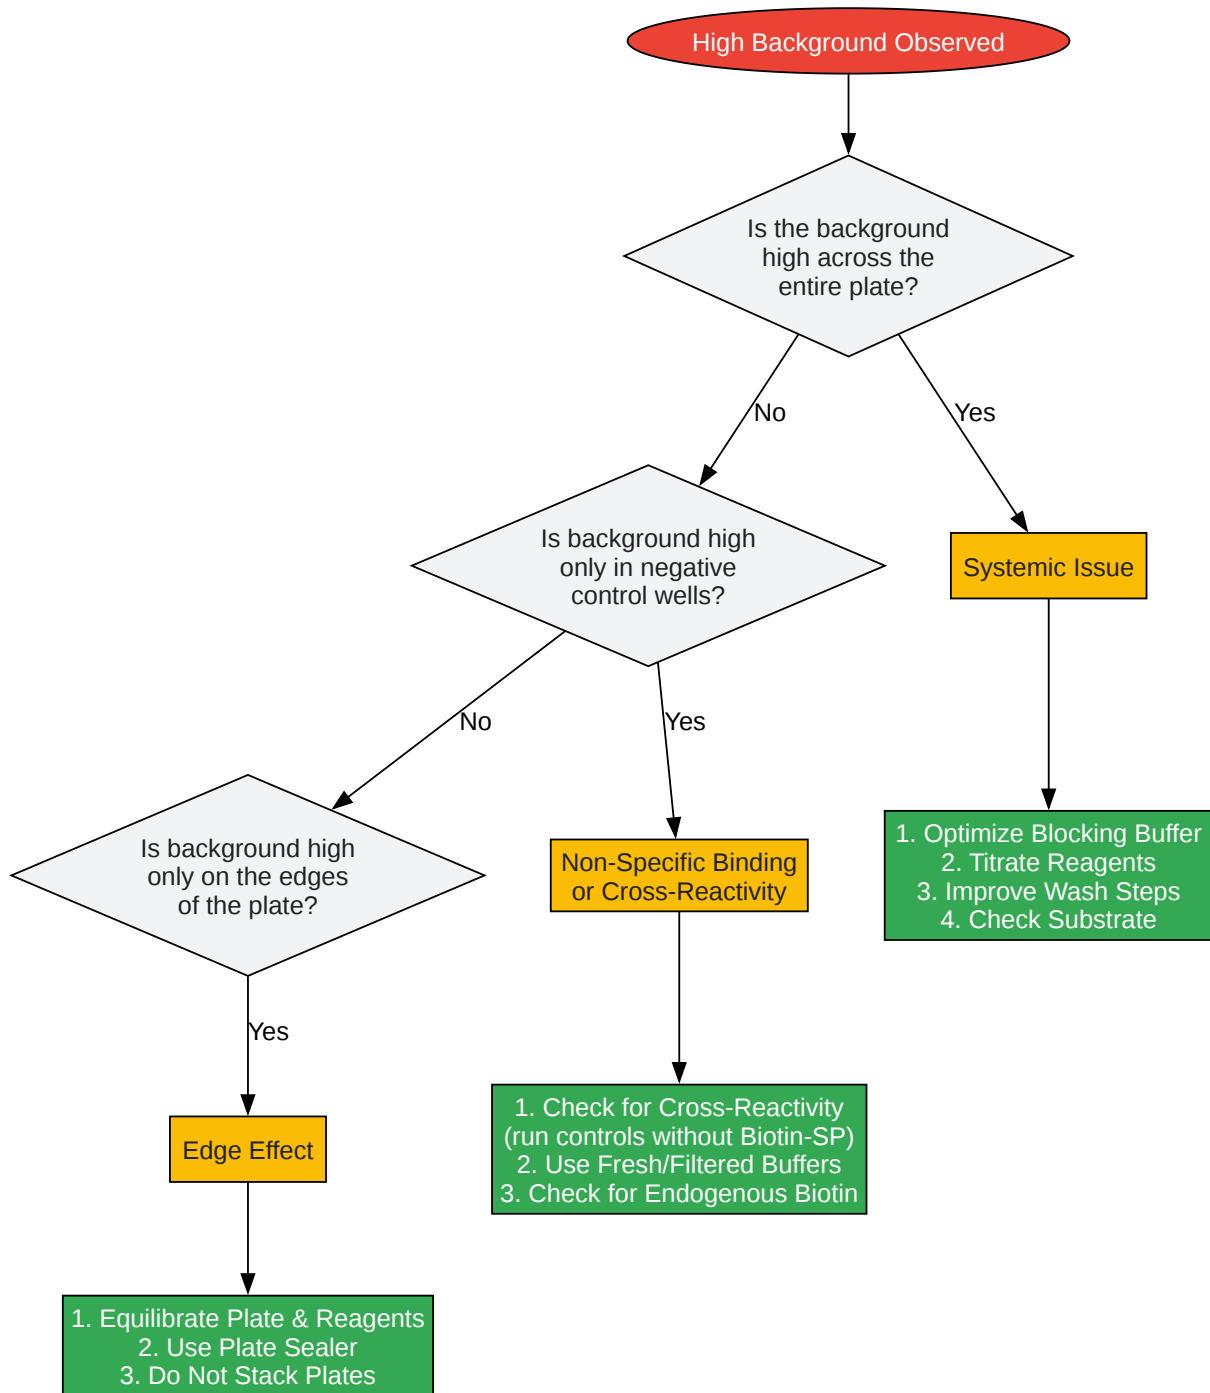 High Background Observed
Is the background
high across the
entire plate?
No
Yes
Is background high
only in negative
control wells?
Systemic Issue
No
Yes
Is background high
only on the edges
of the plate?
Non-Specific Binding
or Cross-Reactivity
1. Optimize Blocking Buffer
2. Titrate Reagents
3. Improve Wash Steps
4. Check Substrate
Yes
Edge Effect
1. Check for Cross-Reactivity
(run controls without Biotin-SP)
2. Use Fresh/Filtered Buffers
3. Check for Endogenous Biotin
1. Equilibrate Plate & Reagents
2. Use Plate Sealer
3. Do Not Stack Plates